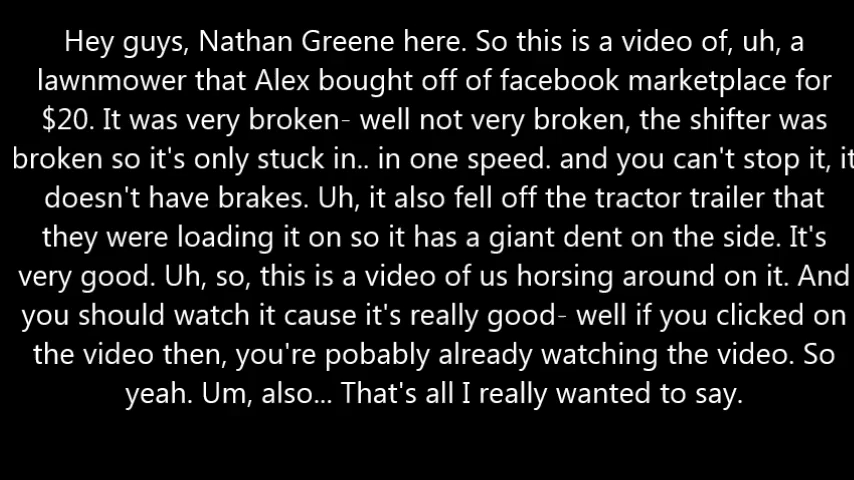 Hey guys, Nathan Greene here. So this is a video of, uh, a
lawnmower that Alex bought off of facebook marketplace for
$20. It was very broken- well not very broken, the shifter was
broken so it's only stuck in.. in one speed. and you can't stop it, it
doesn't have brakes. Uh, it also fell off the tractor trailer that
they were loading it on so it has a giant dent on the side. It's
very good. Uh, so, this is a video of us horsing around on it. And
you should watch it cause it's really good- well if you clicked on
the video then, you're pobably already watching the video. So
yeah. Um, also... That's all I really wanted to say.